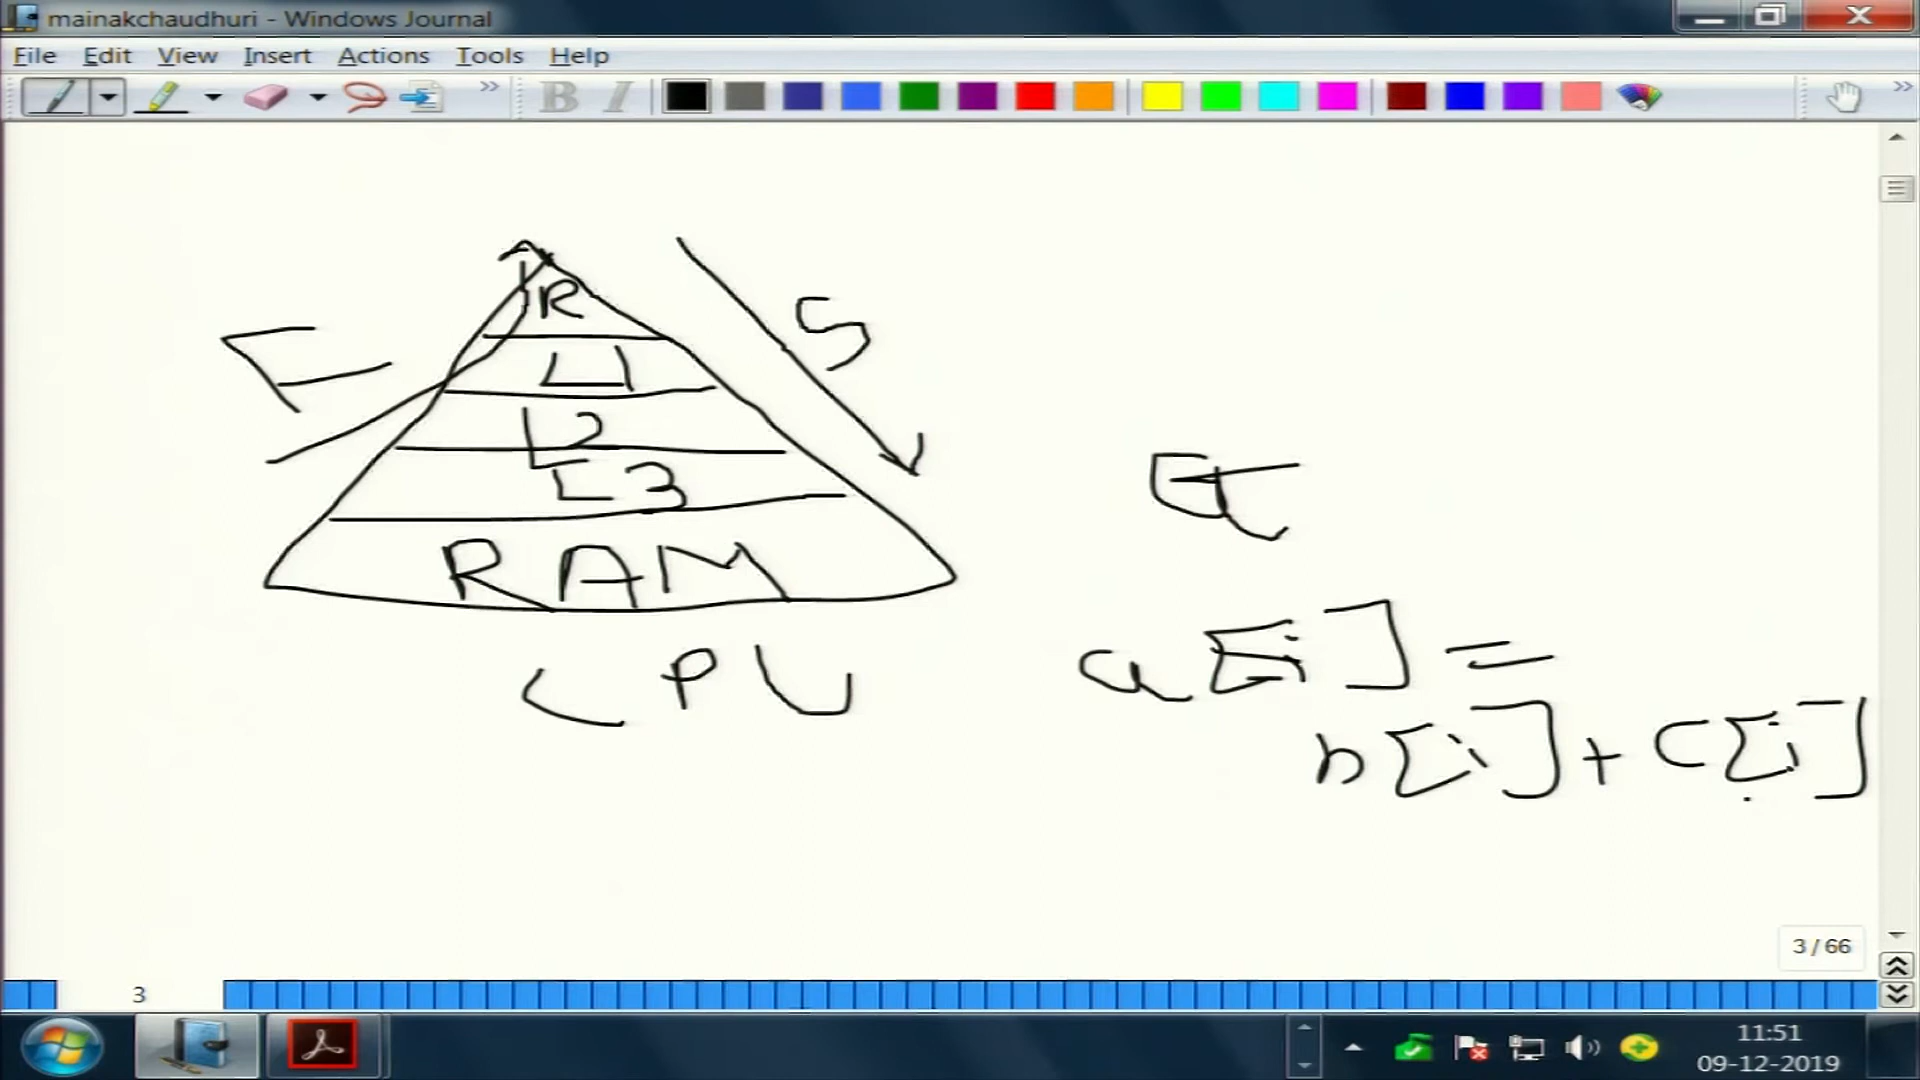 mainakchaudhuri - Windows Journal
File Edit View Insert Actions Tools Help
B I
R
L1
L2
L3
RAM
CPU
S
a[i] =
b[i] + C[i]
3 / 66
3
11:51
09-12-2019